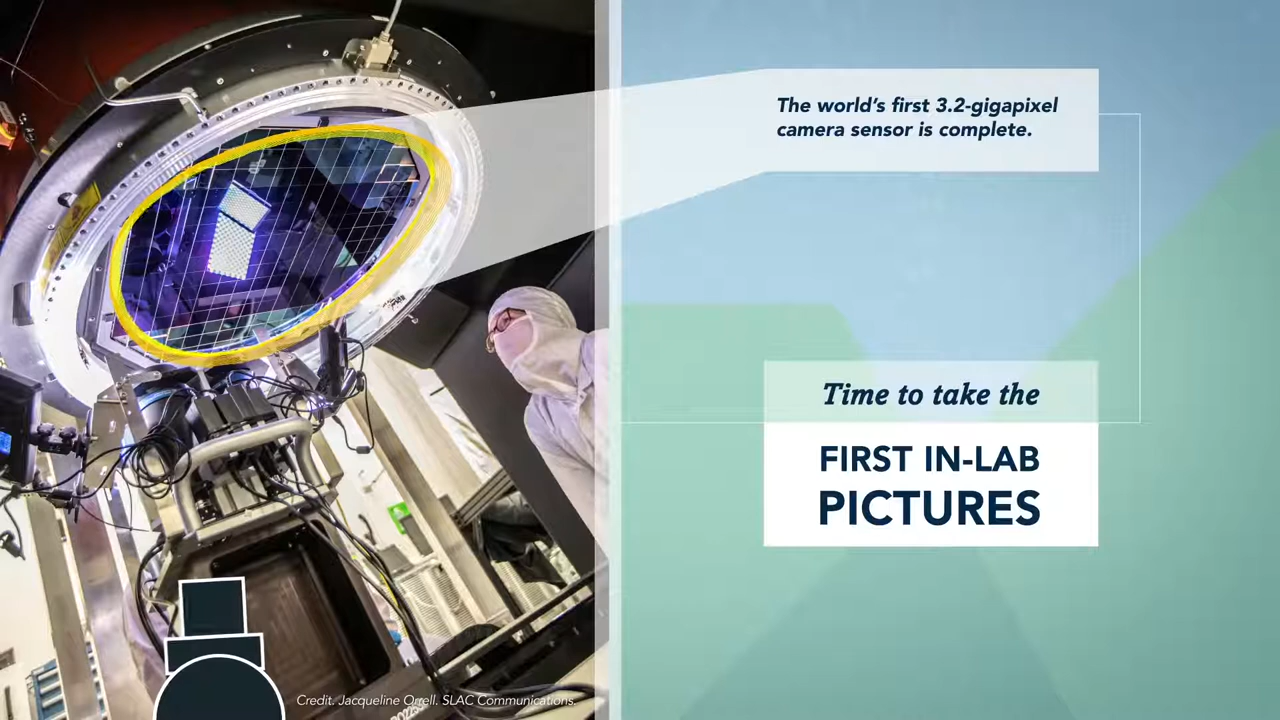 The world's first 3.2-gigapixel
camera sensor is complete.
Time to take the
FIRST IN-LAB
PICTURES
Credit. Jacqueline Orrell. SLAC Communications.